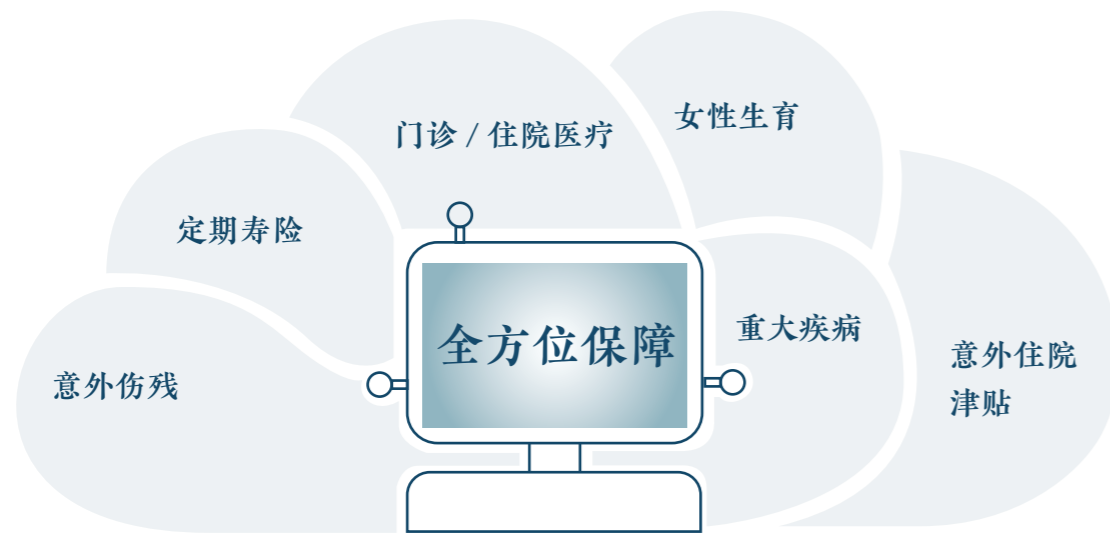 女性生育
门诊 / 住院医疗
定期寿险
重大疾病
全方位保障
意外住院
津贴
意外伤残